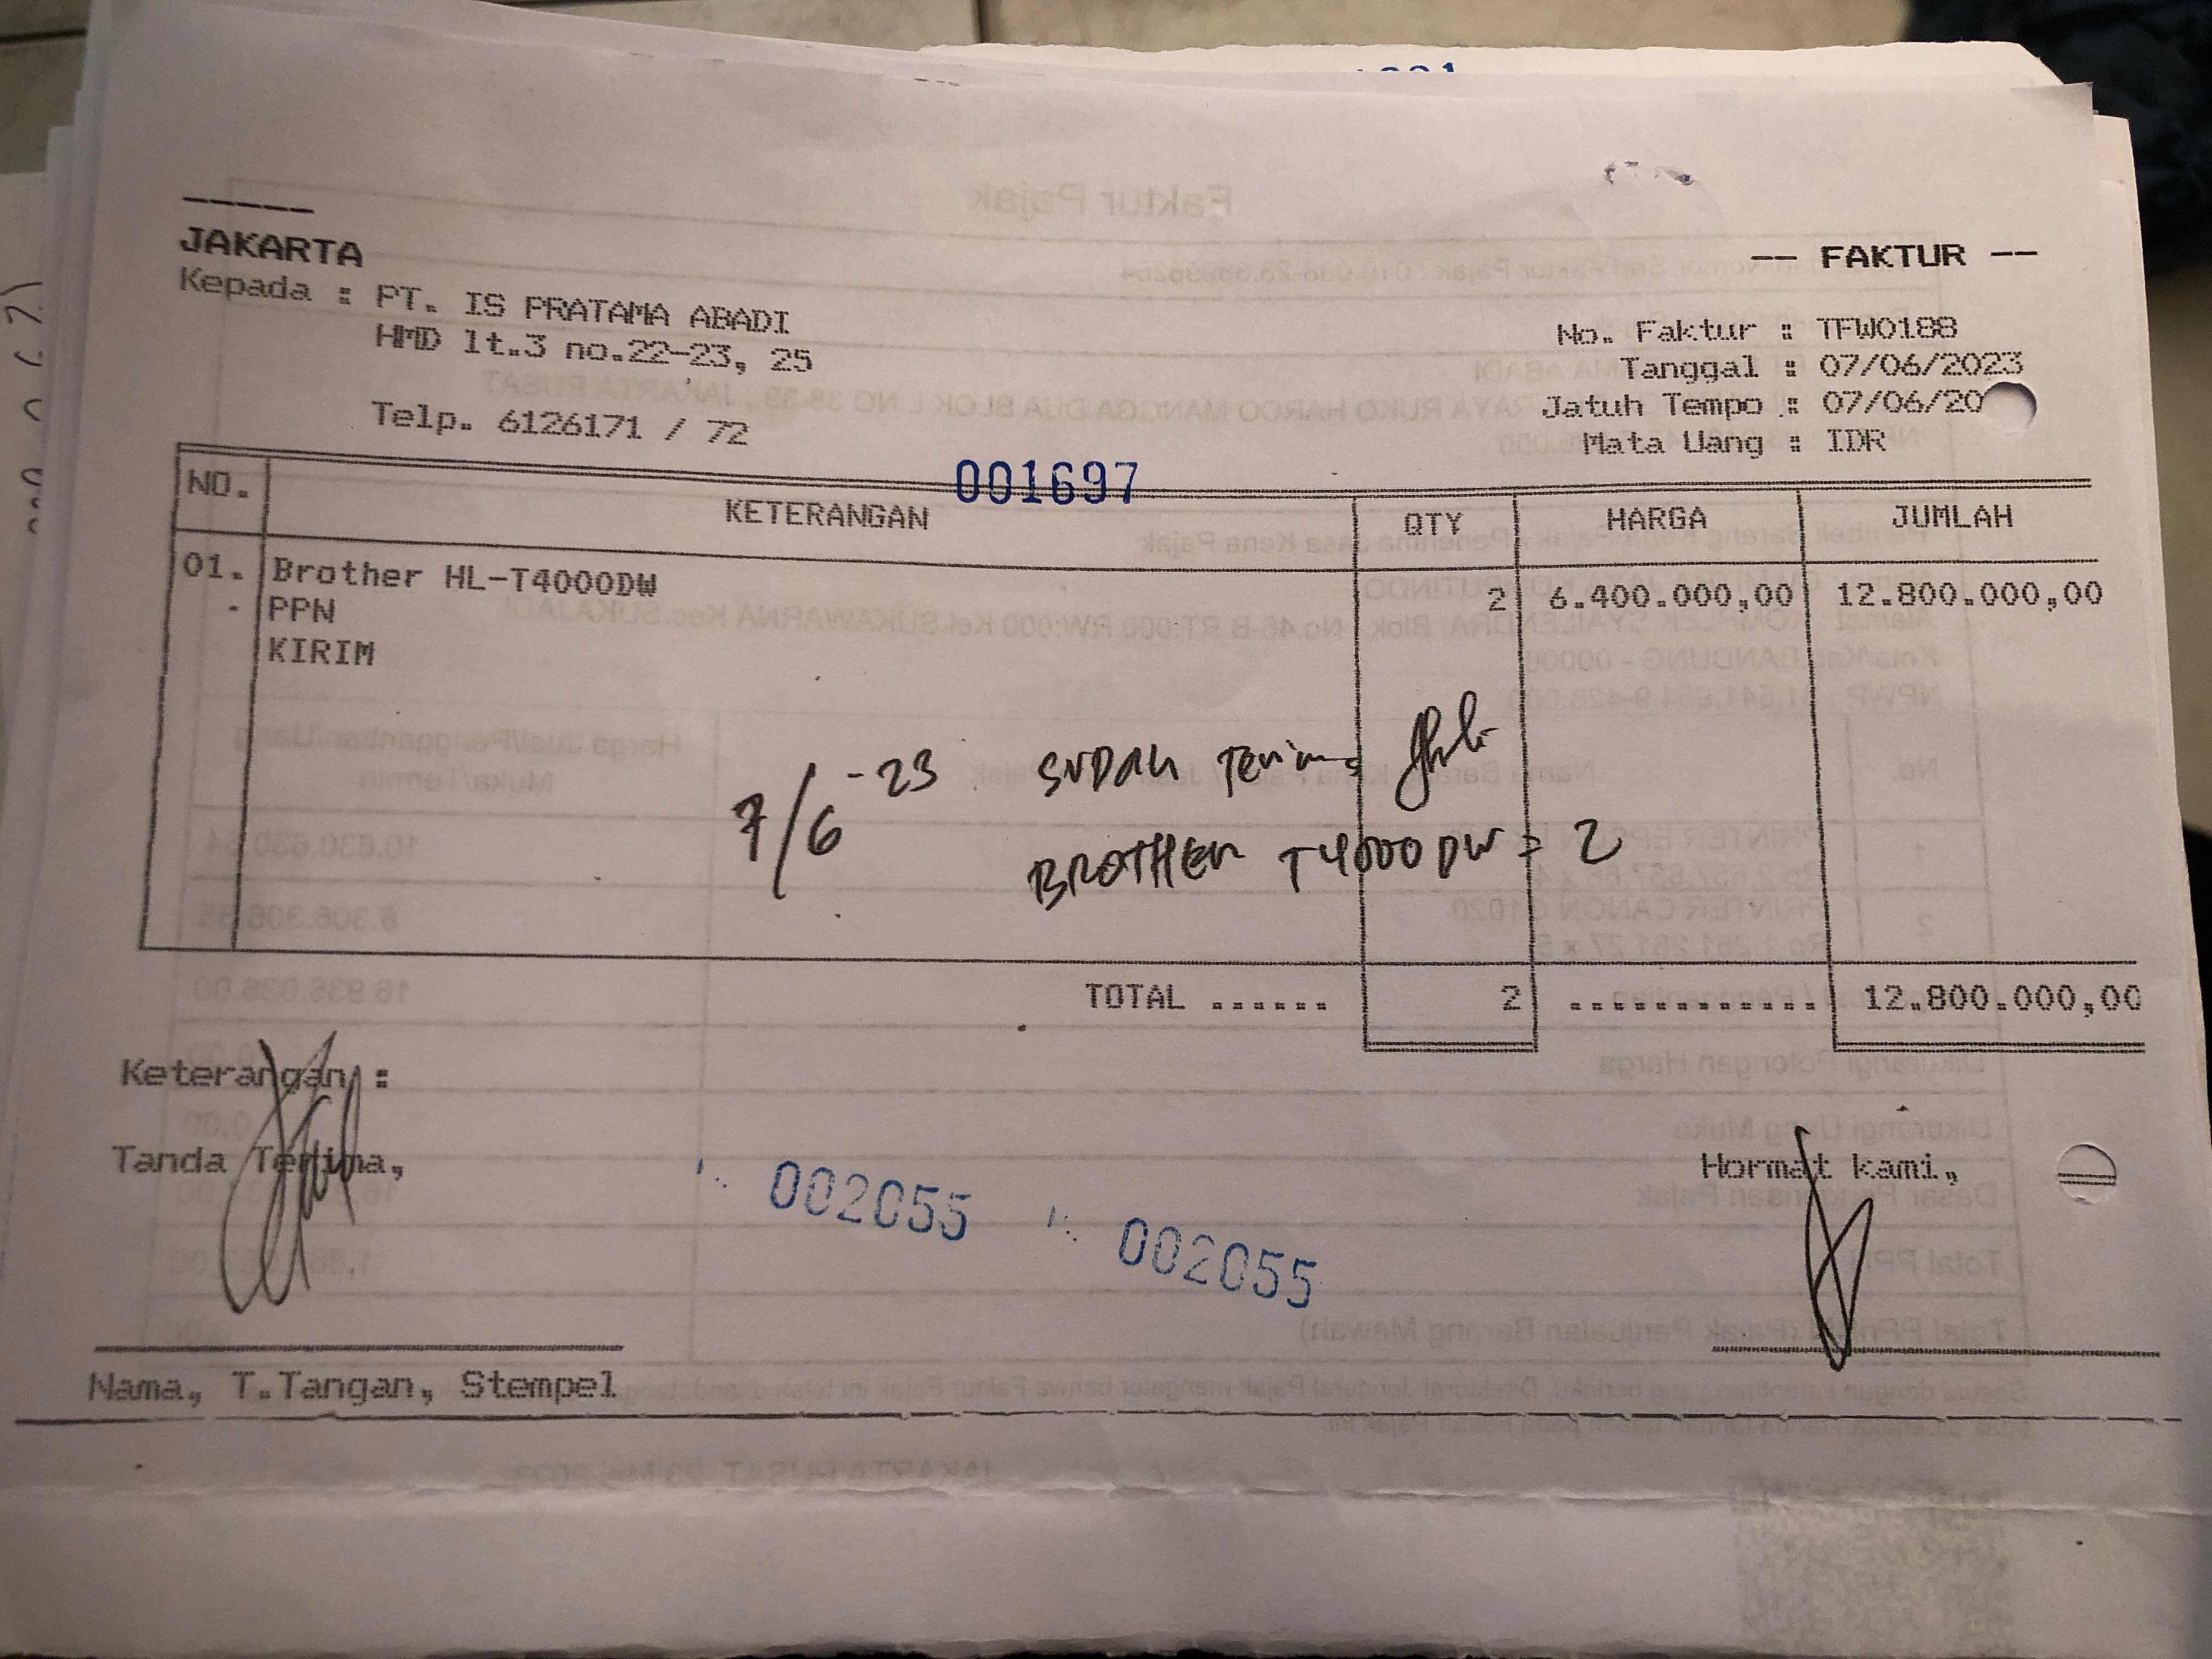 -----
JAKARTA
-- FAKTUR --
Kepada : PT. IS PRATAMA ABADI
HMD lt.3 no.22-23, 25
Telp. 6126171 / 72
No. Faktur : TFW0188
Tanggal : 07/06/2023
Jatuh Tempo : 07/06/20
Mata Uang : IDR
001697
NO. KETERANGAN QTY HARGA JUMLAH
01. Brother HL-T4000DW 2 6.400.000,00 12.800.000,00
PPN
KIRIM
7/6-23 SUDAH Terima
BROTHER T4000DW = 2
TOTAL ...... 2 ............ 12.800.000,00
Keterangan :
Tanda Terima,
Hormat kami,
002055 002055
Nama, T.Tangan, Stempel